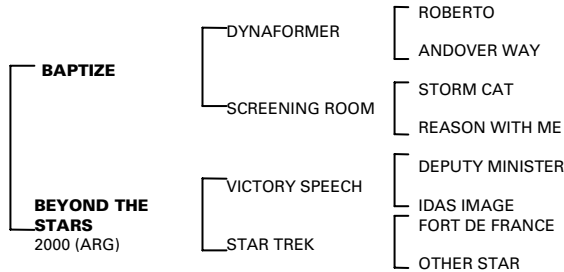 ROBERTO
DYNAFORMER
ANDOVER WAY
BAPTIZE
STORM CAT
SCREENING ROOM
REASON WITH ME
DEPUTY MINISTER
VICTORY SPEECH
IDAS IMAGE
BEYOND THE
STARS
2000 (ARG)
FORT DE FRANCE
STAR TREK
OTHER STAR